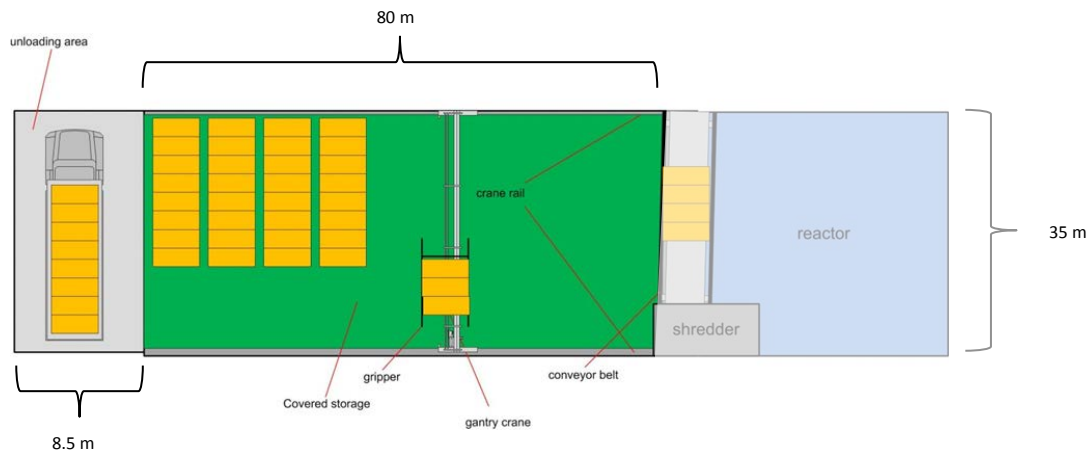 80 m
unloading area
crane rail
reactor
35 m
shredder
gripper
conveyor belt
Covered storage
gantry crane
8.5 m